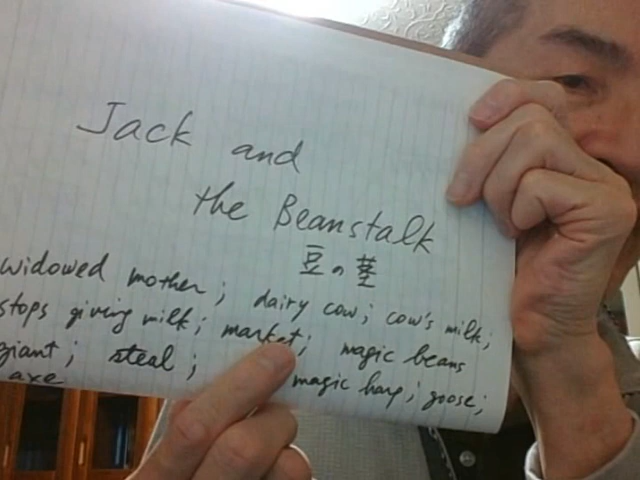 Jack and
the Beanstalk
豆の茎
widowed mother; dairy cow; cow's milk;
stops giving milk; market; magic beans
giant; steal; magic harp; goose;
axe